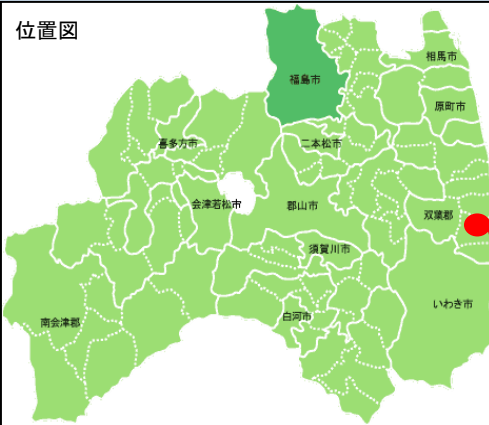 位置図
福島市
相馬市
原町市
喜多方市
二本松市
会津若松市
郡山市
双葉郡
須賀川市
いわき市
白河市
南会津郡